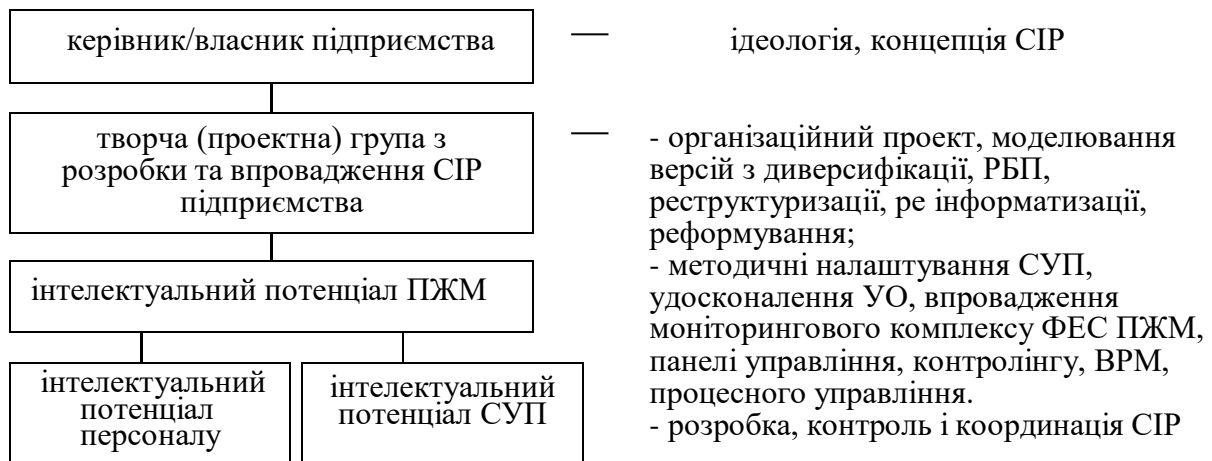 керівник/власник підприємства — ідеологія, концепція СІР
творча (проектна) група з
розробки та впровадження СІР
підприємства
— - організаційний проект, моделювання
версій з диверсифікації, РБП,
реструктуризації, ре інформатизації,
реформування;
- методичні налаштування СУП,
удосконалення УО, впровадження
моніторингового комплексу ФЕС ПЖМ,
панелі управління, контролінгу, ВРМ,
процесного управління.
- розробка, контроль і координація СІР
інтелектуальний потенціал ПЖМ
інтелектуальний
потенціал
персоналу
інтелектуальний
потенціал СУП